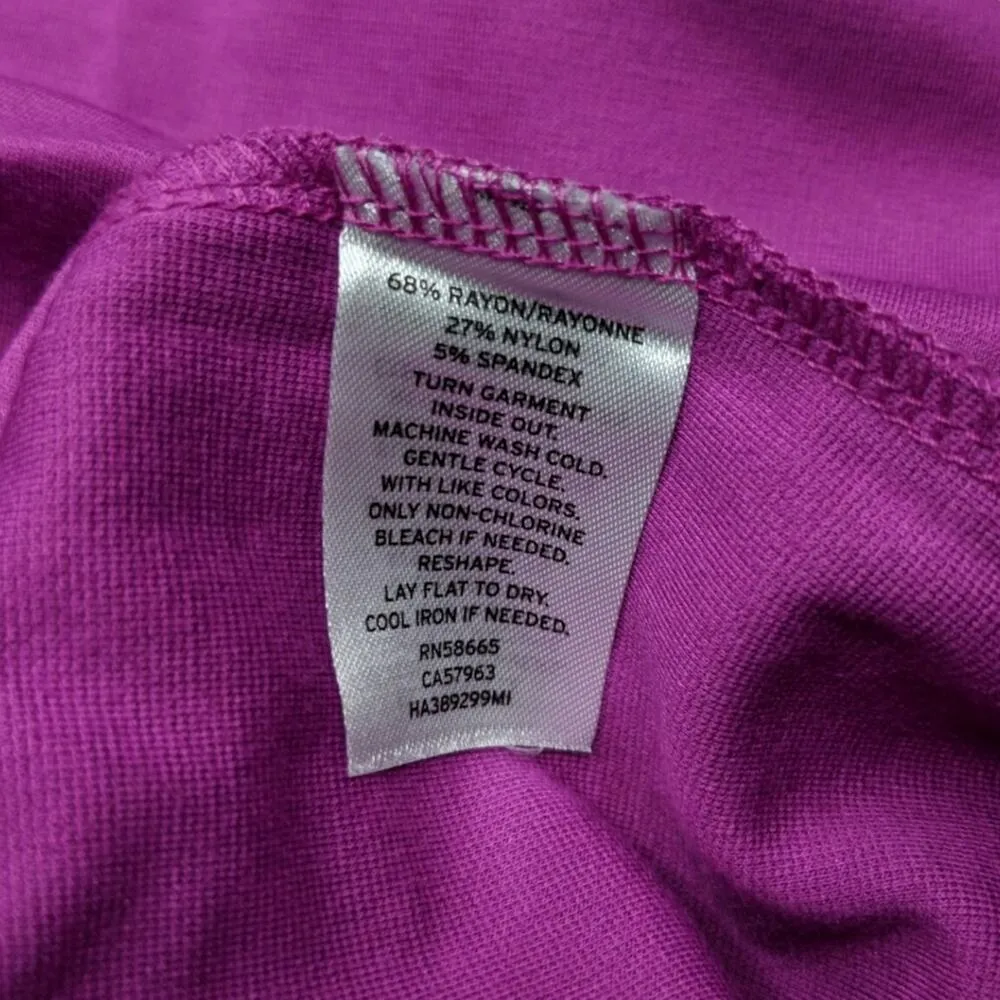 68% RAYON/RAYONNE
27% NYLON
5% SPANDEX
TURN GARMENT
INSIDE OUT.
MACHINE WASH COLD.
GENTLE CYCLE.
WITH LIKE COLORS.
ONLY NON-CHLORINE
BLEACH IF NEEDED.
RESHAPE.
LAY FLAT TO DRY.
COOL IRON IF NEEDED.
RN58665
CA57963
HA389299MI